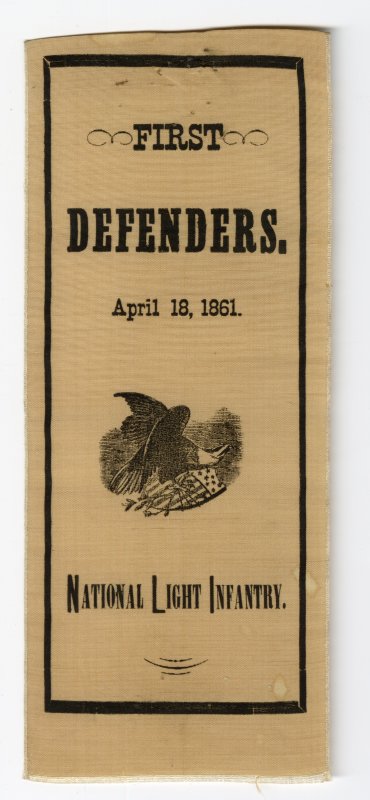 FIRST
DEFENDERS.
April 18, 1861.
NATIONAL LIGHT INFANTRY.